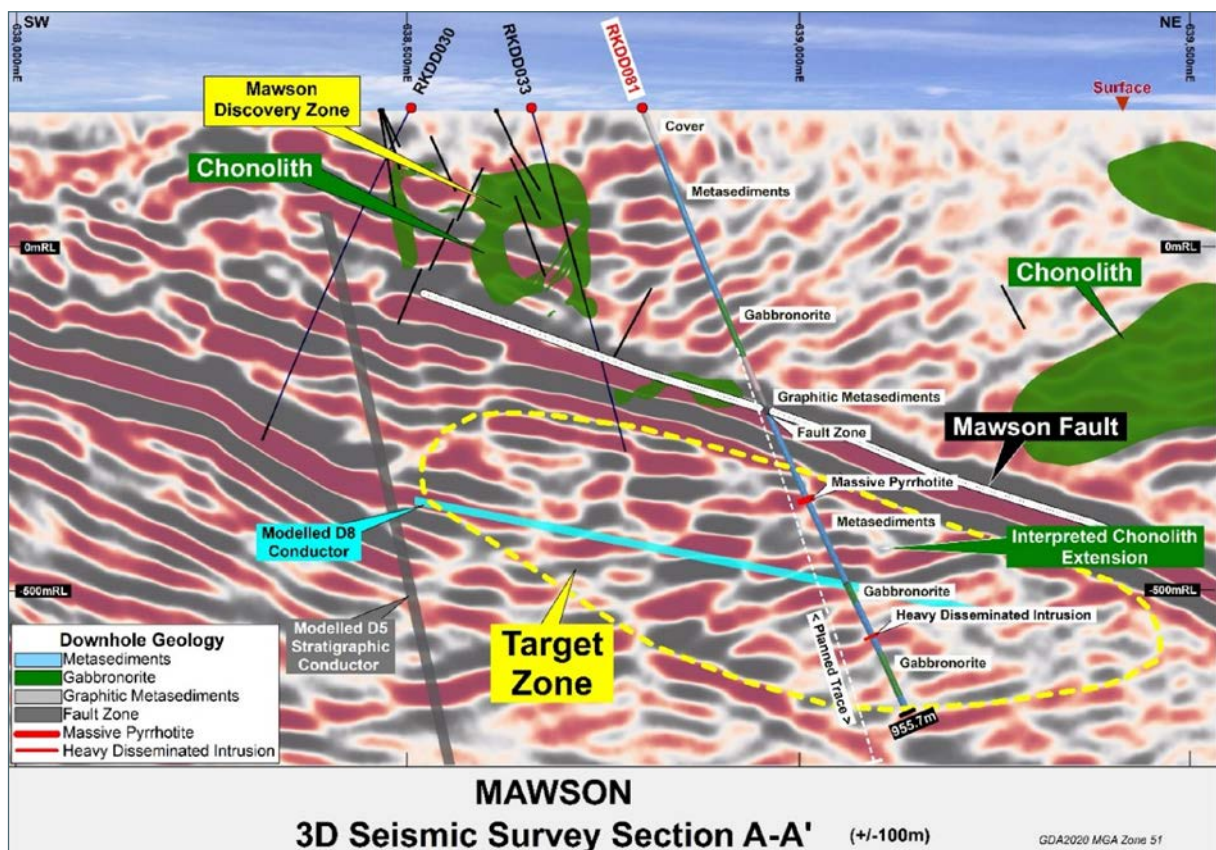 SW
NE
638,000mE
638,500mE
639,000mE
639,500mE
RKDD030
RKDD033
RKDD081
Surface
Mawson
Discovery Zone
Cover
Chonolith
Metasediments
0mRL
0mRL
Chonolith
Gabbronorite
Graphitic Metasediments
Fault Zone
Mawson Fault
Massive Pyrrhotite
Metasediments
Modelled D8
Conductor
Interpreted Chonolith
Extension
-500mRL
-500mRL
Gabbronorite
Heavy Disseminated Intrusion
Modelled D5
Stratigraphic
Conductor
Target
Zone
< Planned Trace >
Gabbronorite
955.7m
Downhole Geology
Metasediments
Gabbronorite
Graphitic Metasediments
Fault Zone
Massive Pyrrhotite
Heavy Disseminated Intrusion
MAWSON
3D Seismic Survey Section A-A' (+/-100m)
GDA2020 MGA Zone 51